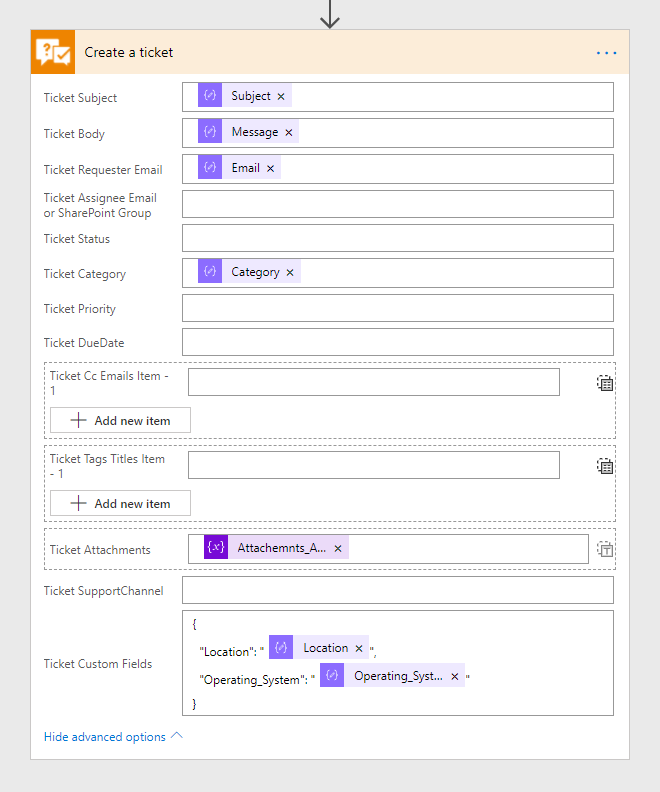 Create a ticket
Ticket Subject Subject ×
Ticket Body Message ×
Ticket Requester Email Email ×
Ticket Assignee Email
or SharePoint Group
Ticket Status
Ticket Category Category ×
Ticket Priority
Ticket DueDate
Ticket Cc Emails Item -
1
+ Add new item
Ticket Tags Titles Item
- 1
+ Add new item
Ticket Attachments {x} Attachemnts_A... ×
Ticket SupportChannel
Ticket Custom Fields
{
"Location": " Location × ",
"Operating_System": " Operating_Syst... × "
}
Hide advanced options